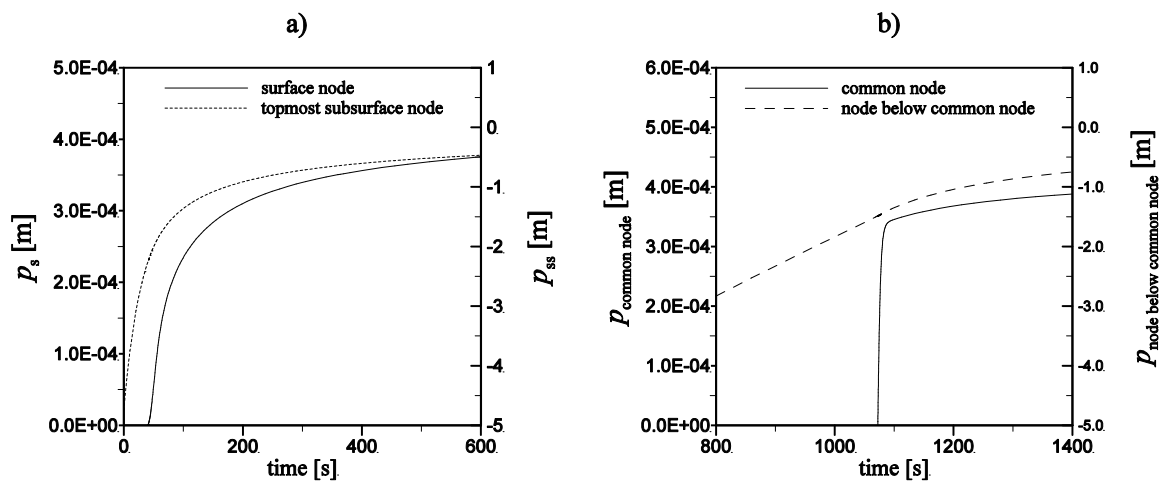 a)
5.0E-04
4.0E-04
3.0E-04
2.0E-04
1.0E-04
0.0E+00
p_s [m]
surface node
topmost subsurface node
1
0.
-1.
-2.
-3.
-4.
-5.
p_ss [m]
0.
200.
400.
600.
time [s]
b)
6.0E-04
5.0E-04
4.0E-04
3.0E-04
2.0E-04
1.0E-04
0.0E+00
p_common node [m]
common node
node below common node
1.0
0.0
-1.0
-2.0
-3.0
-4.0
-5.0
p_node below common node [m]
800
1000
1200
1400
time [s]